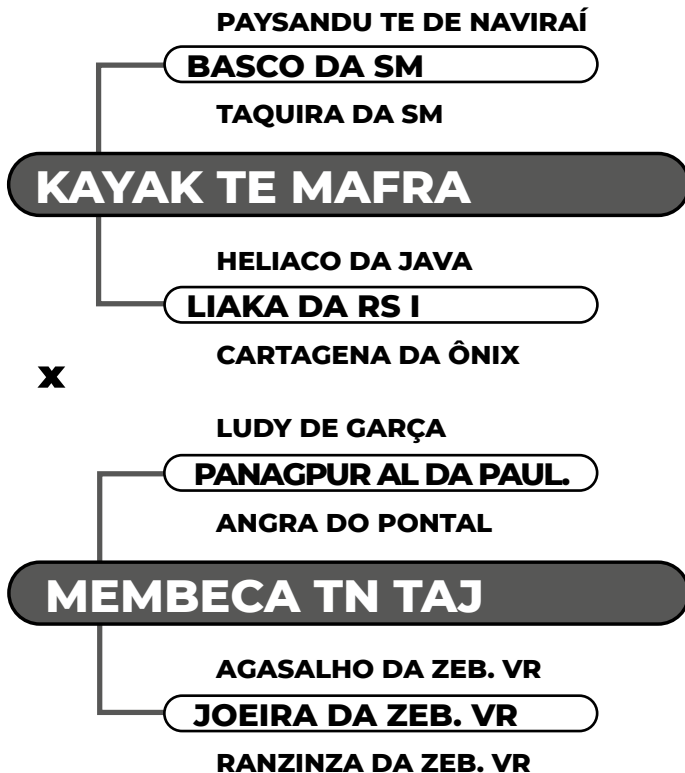 PAYSANDU TE DE NAVIRAÍ
BASCO DA SM
TAQUIRA DA SM
KAYAK TE MAFRA
HELIACO DA JAVA
LIAKA DA RS I
CARTAGENA DA ÔNIX
x
LUDY DE GARÇA
PANAGPUR AL DA PAUL.
ANGRA DO PONTAL
MEMBECA TN TAJ
AGASALHO DA ZEB. VR
JOEIRA DA ZEB. VR
RANZINZA DA ZEB. VR